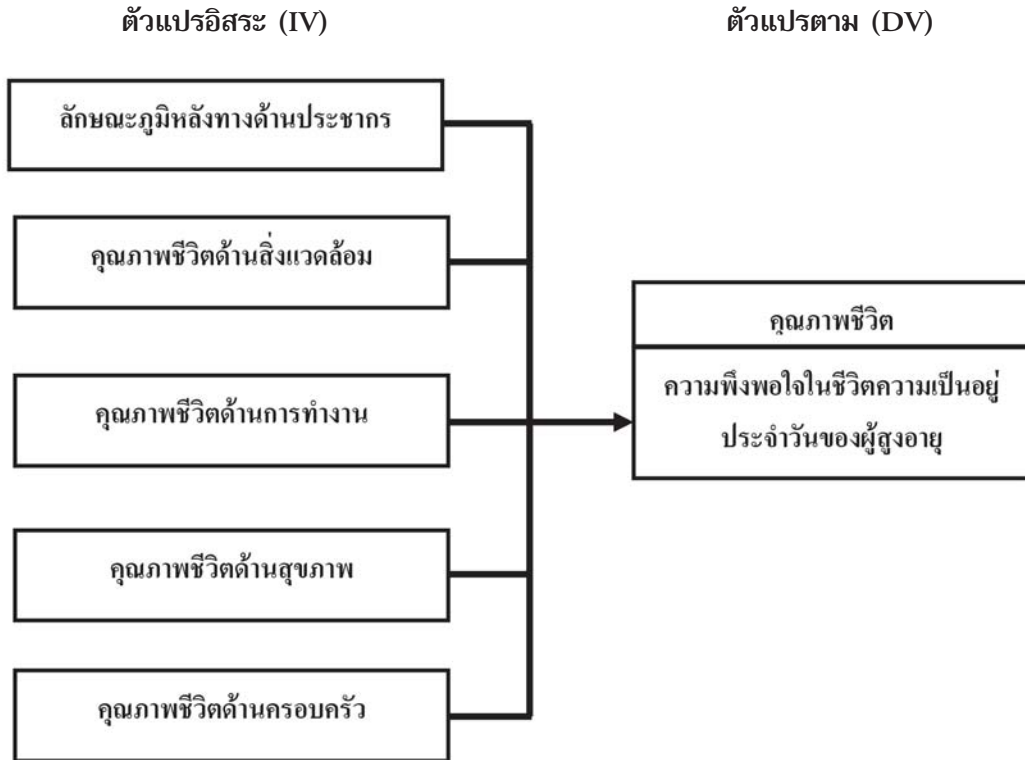 ตัวแปรอิสระ (IV)
ตัวแปรตาม (DV)
ลักษณะภูมิหลังทางด้านประชากร
คุณภาพชีวิตด้านสิ่งแวดล้อม
คุณภาพชีวิตด้านการทำงาน
คุณภาพชีวิตด้านสุขภาพ
คุณภาพชีวิตด้านครอบครัว
คุณภาพชีวิต
ความพึงพอใจในชีวิตความเป็นอยู่
ประจำวันของผู้สูงอายุ